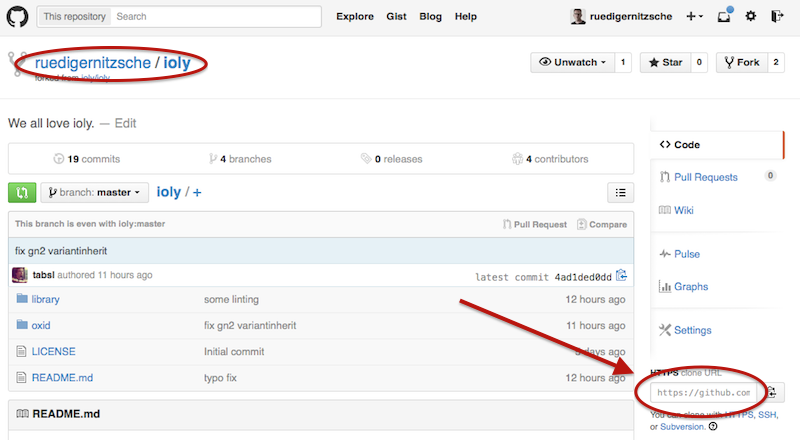 This repository Search Explore Gist Blog Help ruedigernitzsche
ruedigernitzsche / ioly
forked from ioly/ioly
Unwatch 1 Star 0 Fork 2
We all love ioly. — Edit
19 commits 4 branches 0 releases 4 contributors
branch: master ioly / +
This branch is even with ioly:master Pull Request Compare
fix gn2 variantinherit
tabsl authored 11 hours ago latest commit 4ad1ded0dd
library some linting 12 hours ago
oxid fix gn2 variantinherit 11 hours ago
LICENSE Initial commit days ago
README.md typo fix 12 hours ago
README.md
Code
Pull Requests 0
Wiki
Pulse
Graphs
Settings
HTTPS clone URL
https://github.com
You can clone with HTTPS, SSH,
or Subversion.